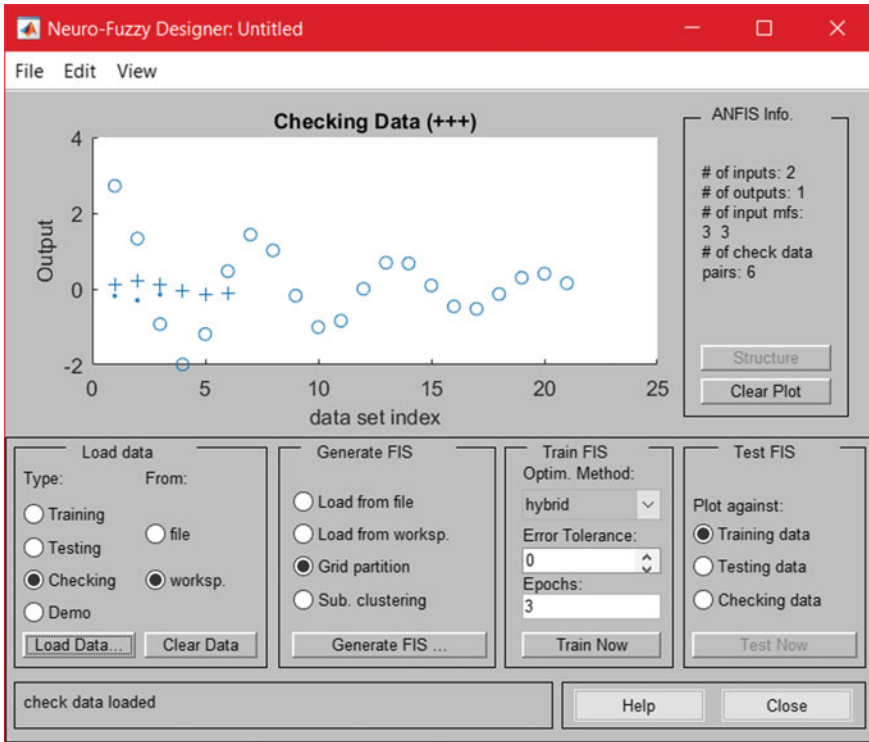 Neuro-Fuzzy Designer: Untitled
File Edit View
Checking Data (+++)
4
2
0
-2
Output
0 5 10 15 20 25
data set index
ANFIS Info.
# of inputs: 2
# of outputs: 1
# of input mfs:
3 3
# of check data
pairs: 6
Structure
Clear Plot
Load data
Type: From:
Training
Testing
Checking
Demo
file
worksp.
Load Data... Clear Data
Generate FIS
Load from file
Load from worksp.
Grid partition
Sub. clustering
Generate FIS ...
Train FIS
Optim. Method:
hybrid
Error Tolerance:
0
Epochs:
3
Train Now
Test FIS
Plot against:
Training data
Testing data
Checking data
Test Now
check data loaded
Help Close